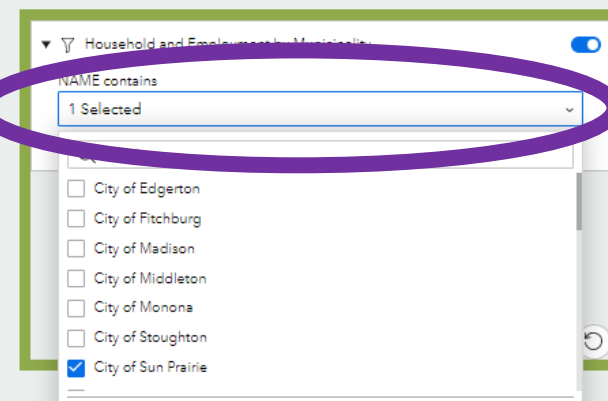 Household and Employment by Municipality
NAME contains
1 Selected
City of Edgerton
City of Fitchburg
City of Madison
City of Middleton
City of Monona
City of Stoughton
City of Sun Prairie